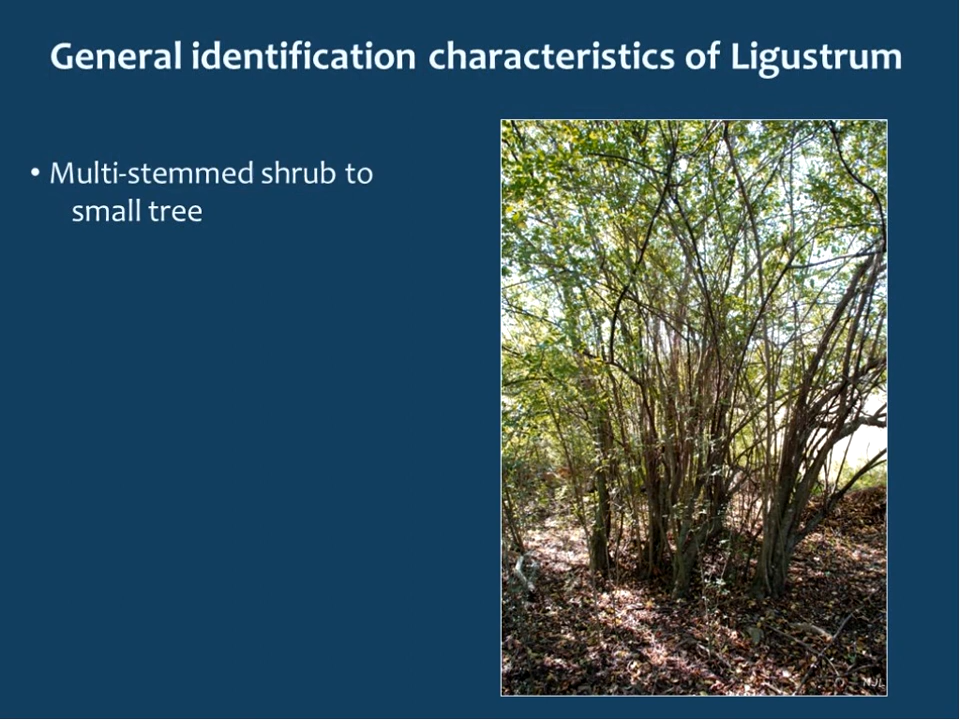 General identification characteristics of Ligustrum
• Multi-stemmed shrub to
small tree